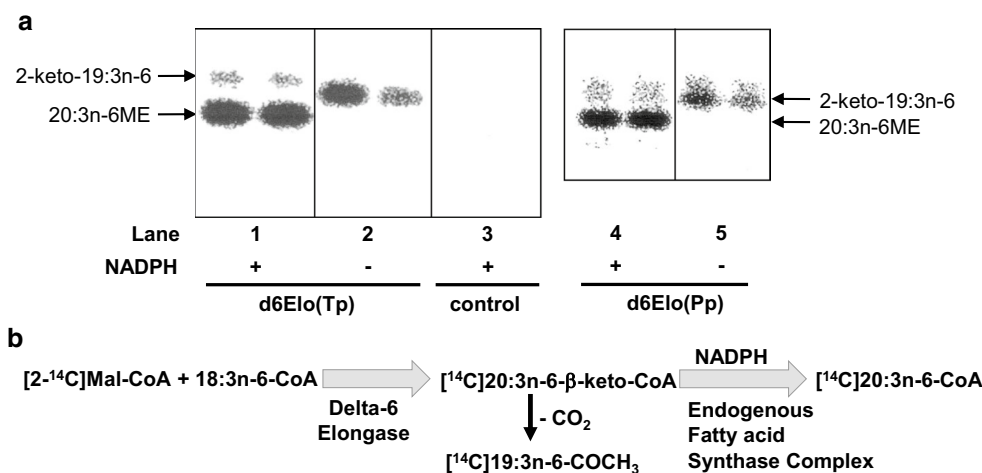 a
2-keto-19:3n-6
20:3n-6ME
2-keto-19:3n-6
20:3n-6ME
Lane 1 2 3 4 5
NADPH + - + + -
d6Elo(Tp) control d6Elo(Pp)
b
[2-¹⁴C]Mal-CoA + 18:3n-6-CoA
Delta-6
Elongase
[¹⁴C]20:3n-6-β-keto-CoA
- CO₂
[¹⁴C]19:3n-6-COCH₃
NADPH
Endogenous
Fatty acid
Synthase Complex
[¹⁴C]20:3n-6-CoA